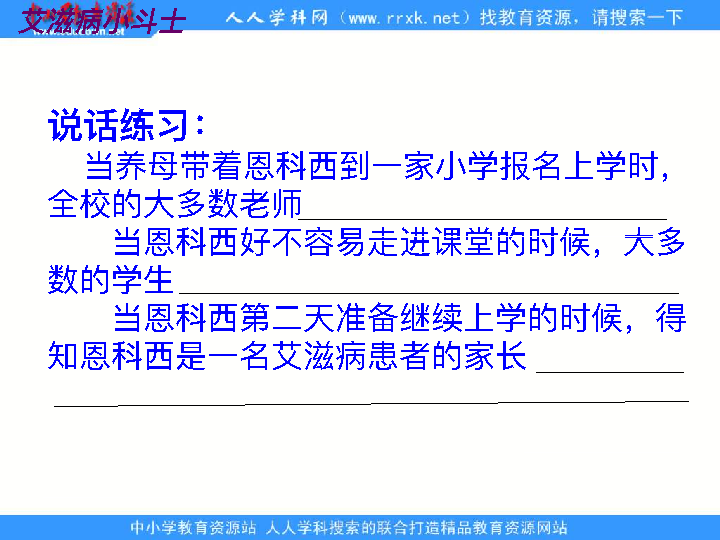 艾滋病小斗士
人人学科网（www.rrxk.net）找教育资源，请搜索一下
说话练习：
当养母带着恩科西到一家小学报名上学时，
全校的大多数老师
当恩科西好不容易走进课堂的时候，大多
数的学生
当恩科西第二天准备继续上学的时候，得
知恩科西是一名艾滋病患者的家长
中小学教育资源站 人人学科搜索的联合打造精品教育资源网站